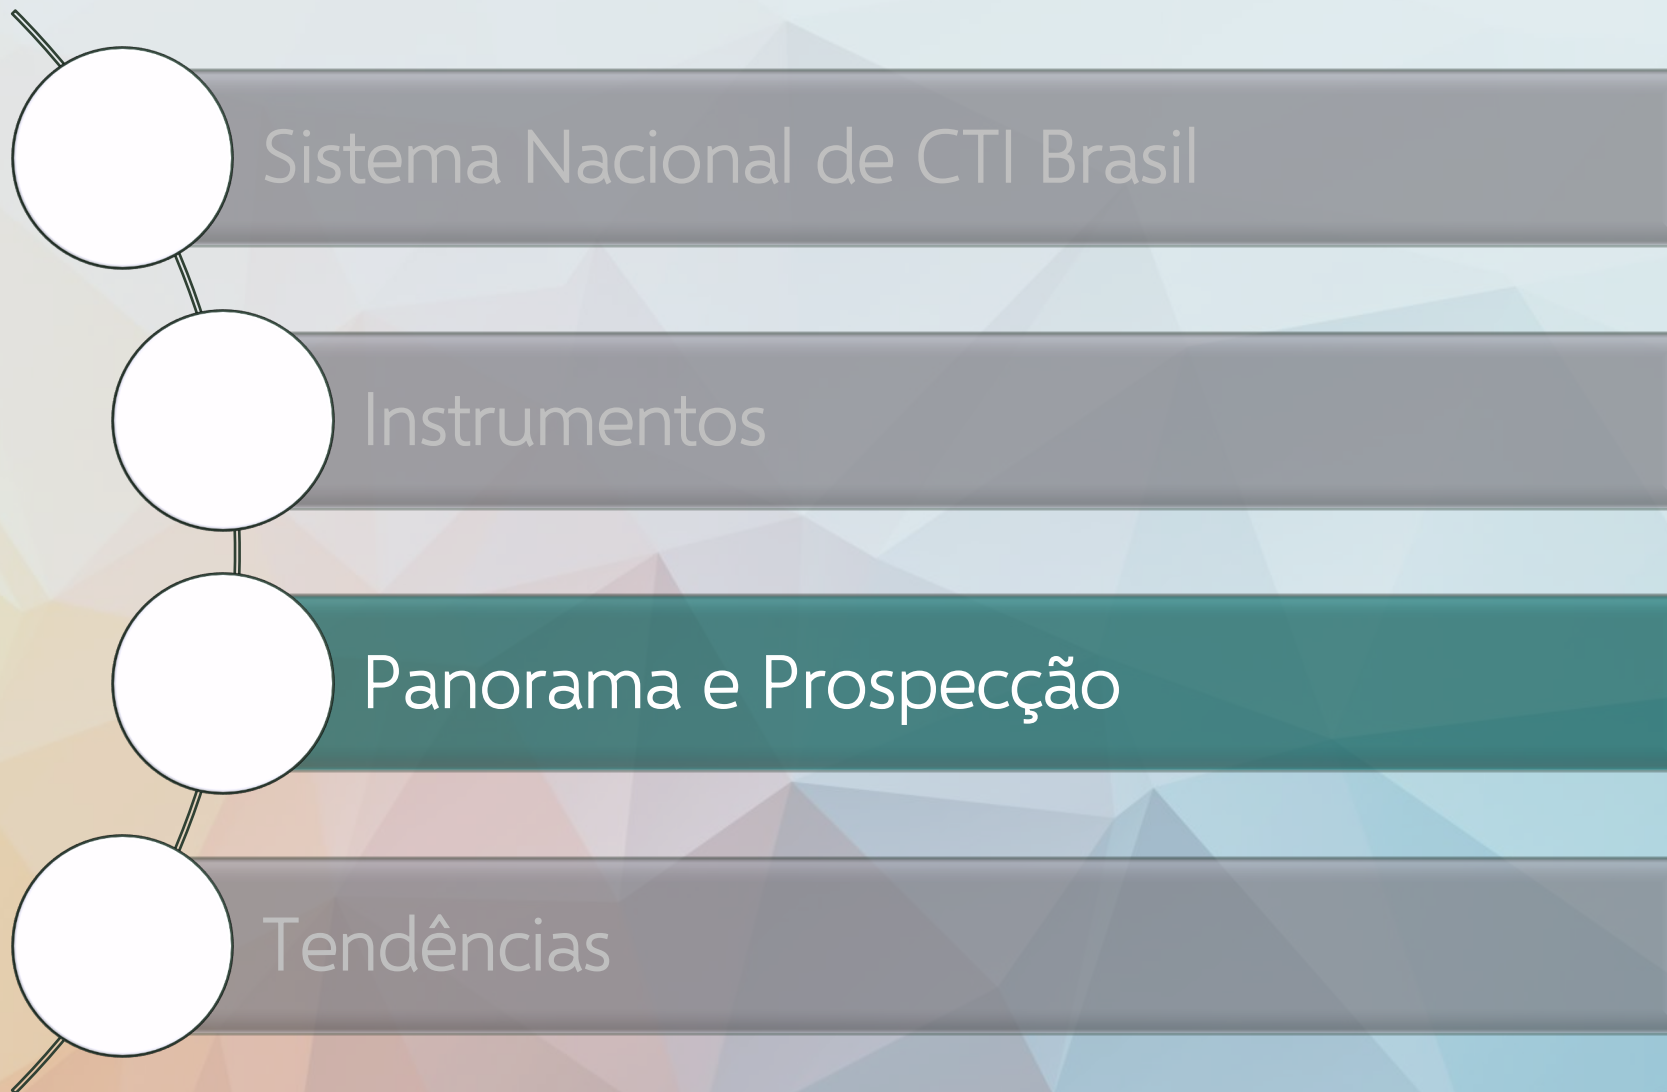 Sistema Nacional de CTI Brasil
Instrumentos
Panorama e Prospecção
Tendências